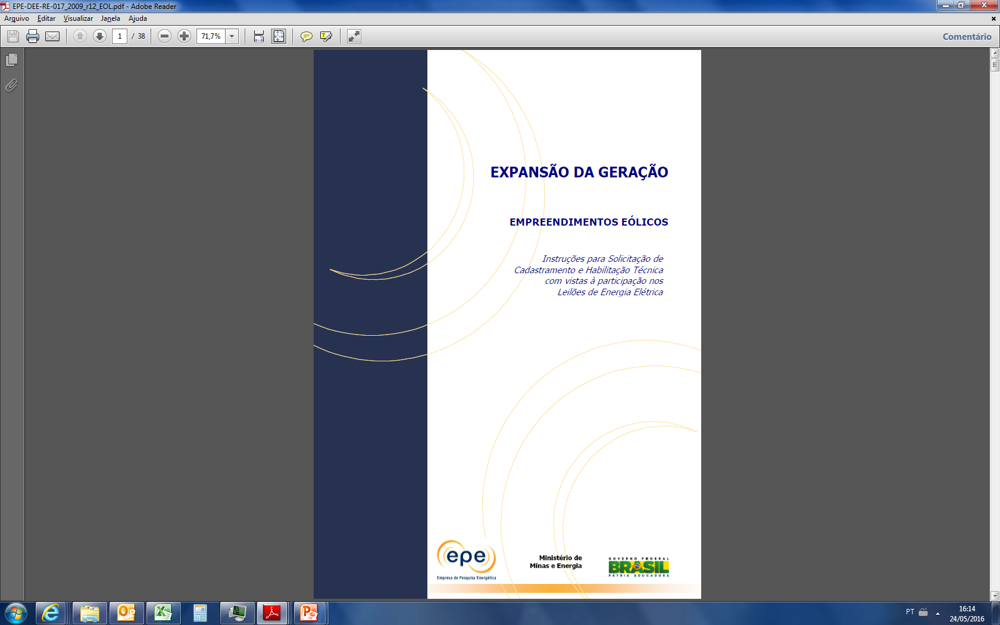 EPE-DEE-RE-017_2009_r12_EOL.pdf - Adobe Reader
Arquivo Editar Visualizar Janela Ajuda
1 / 38 71,7% Comentário
EXPANSÃO DA GERAÇÃO
EMPREENDIMENTOS EÓLICOS
Instruções para Solicitação de
Cadastramento e Habilitação Técnica
com vistas à participação nos
Leilões de Energia Elétrica
epe
Empresa de Pesquisa Energética
Ministério de
Minas e Energia
GOVERNO FEDERAL
BRASIL
PÁTRIA EDUCADORA
PT
16:14
24/05/2016